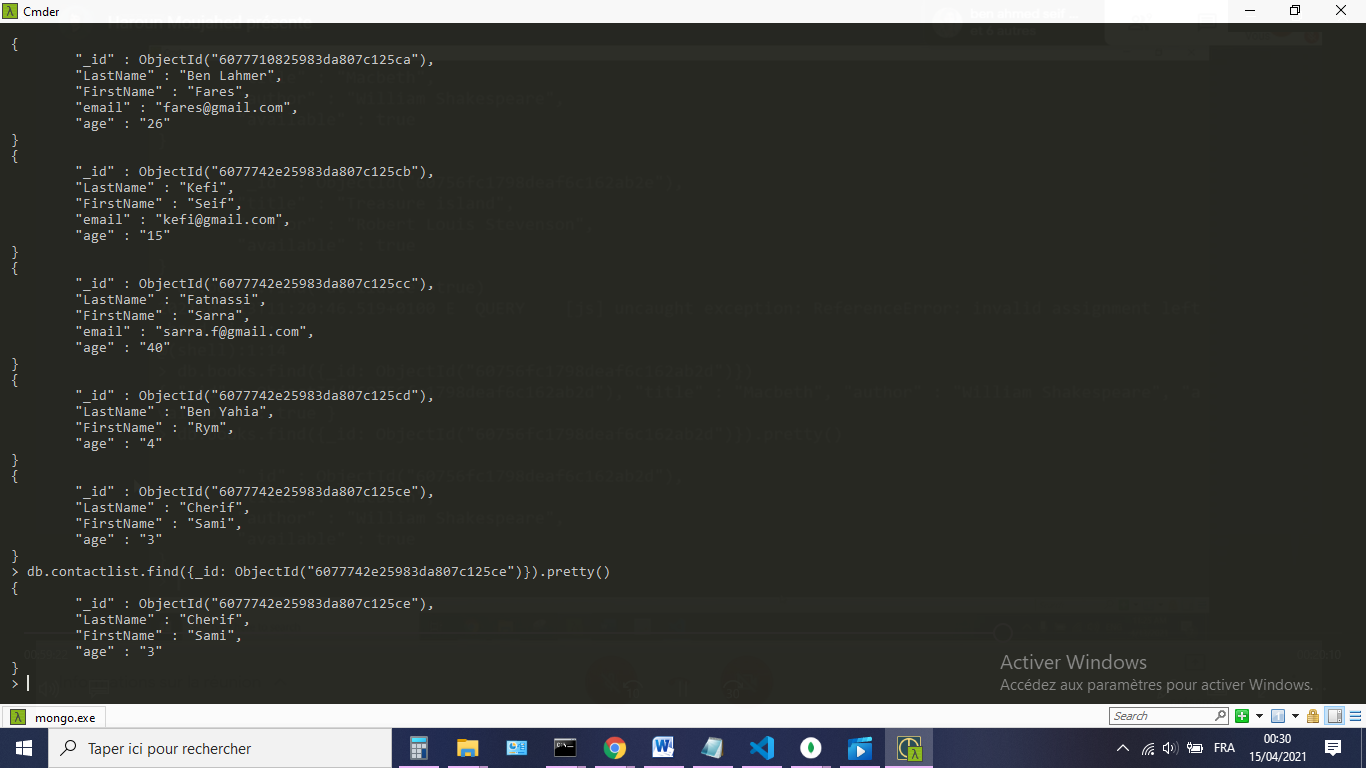 Cmder
{
"_id" : ObjectId("6077710825983da807c125ca"),
"LastName" : "Ben Lahmer",
"FirstName" : "Fares",
"email" : "fares@gmail.com",
"age" : "26"
}
{
"_id" : ObjectId("6077742e25983da807c125cb"),
"LastName" : "Kefi",
"FirstName" : "Seif",
"email" : "kefi@gmail.com",
"age" : "15"
}
{
"_id" : ObjectId("6077742e25983da807c125cc"),
"LastName" : "Fatnassi",
"FirstName" : "Sarra",
"email" : "sarra.f@gmail.com",
"age" : "40"
}
{
"_id" : ObjectId("6077742e25983da807c125cd"),
"LastName" : "Ben Yahia",
"FirstName" : "Rym",
"age" : "4"
}
{
"_id" : ObjectId("6077742e25983da807c125ce"),
"LastName" : "Cherif",
"FirstName" : "Sami",
"age" : "3"
}
> db.contactlist.find({_id: ObjectId("6077742e25983da807c125ce")}).pretty()
{
"_id" : ObjectId("6077742e25983da807c125ce"),
"LastName" : "Cherif",
"FirstName" : "Sami",
"age" : "3"
}
>
Activer Windows
Accédez aux paramètres pour activer Windows.
mongo.exe
Search
Taper ici pour rechercher
FRA
00:30
15/04/2021